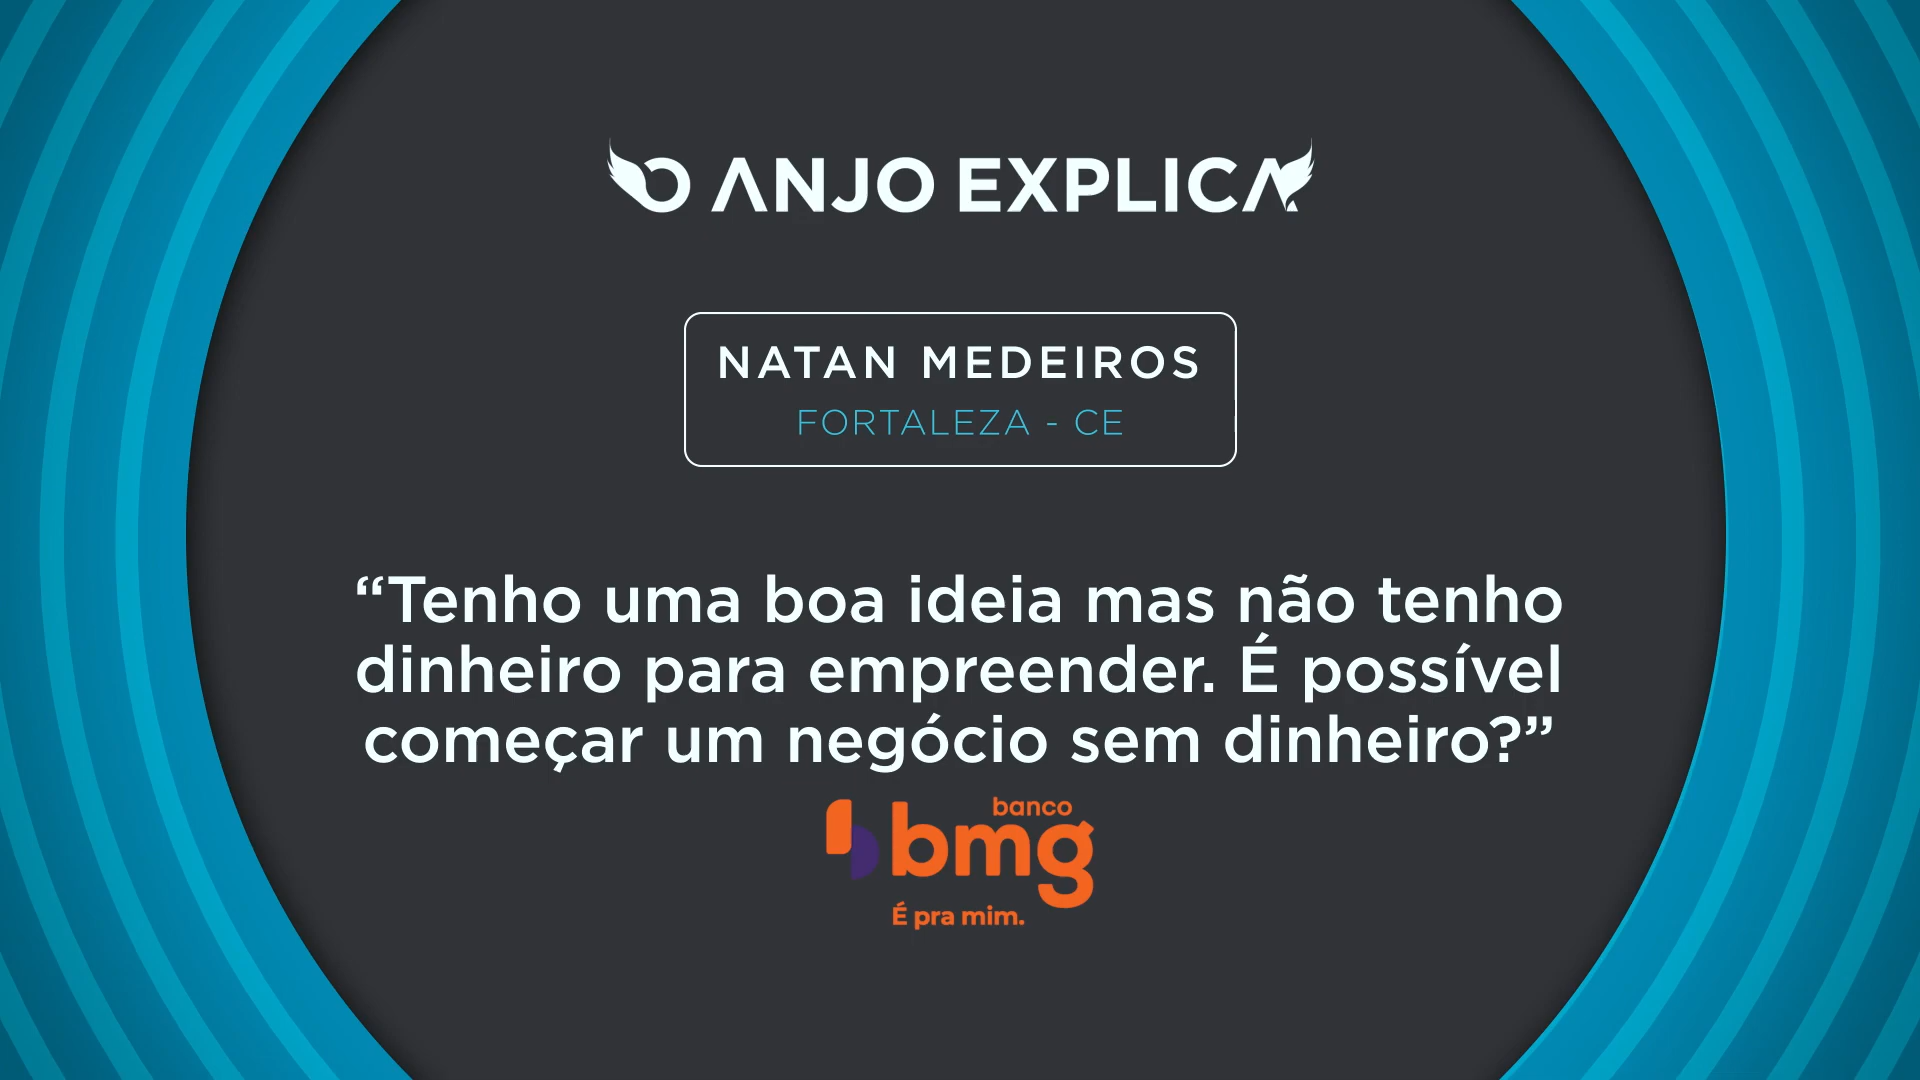 O ANJO EXPLICA
NATAN MEDEIROS
FORTALEZA - CE
“Tenho uma boa ideia mas não tenho
dinheiro para empreender. É possível
começar um negócio sem dinheiro?”
banco
bmg
É pra mim.